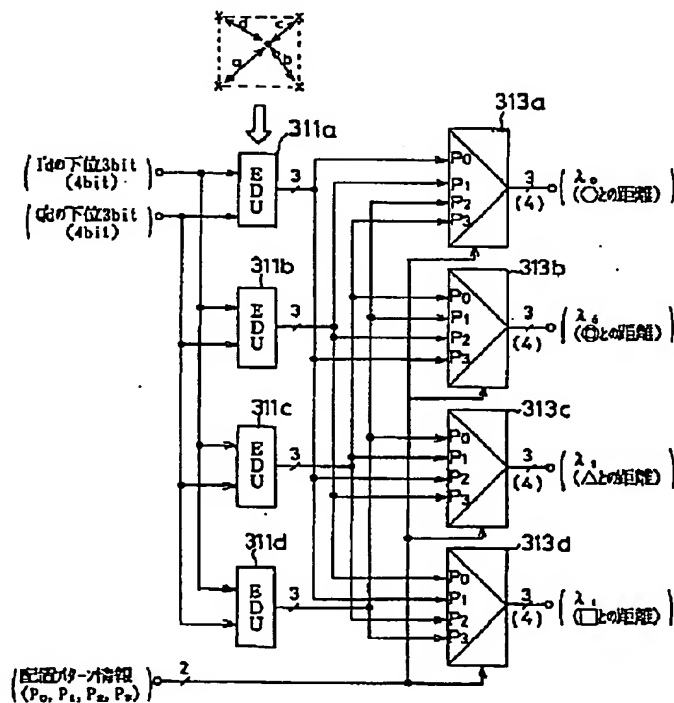 d c
a b
311a
313a
Idの下位3bit
(4bit)
Qdの下位3bit
(4bit)
EDU
3
P0
P1
P2
P3
3
(4)
λ0
(○との距離)
311b
313b
EDU
3
P0
P1
P2
P3
3
(4)
との距離)
311c
313c
EDU
3
P0
P1
P2
P3
3
(4)
(△との距離)
311d
313d
EDU
3
P0
P1
P2
P3
3
(4)
(□との距離)
配置パターン情報
(P0, P1, P2, P3)
2